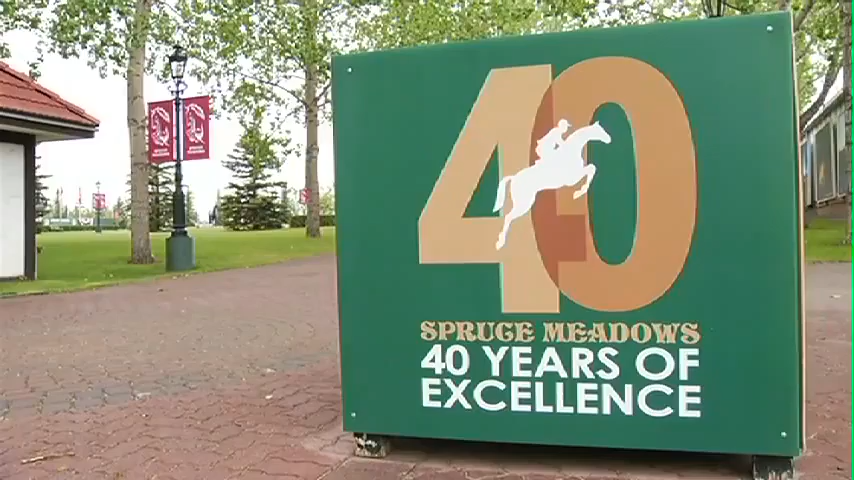 40
SPRUCE MEADOWS
40 YEARS OF
EXCELLENCE